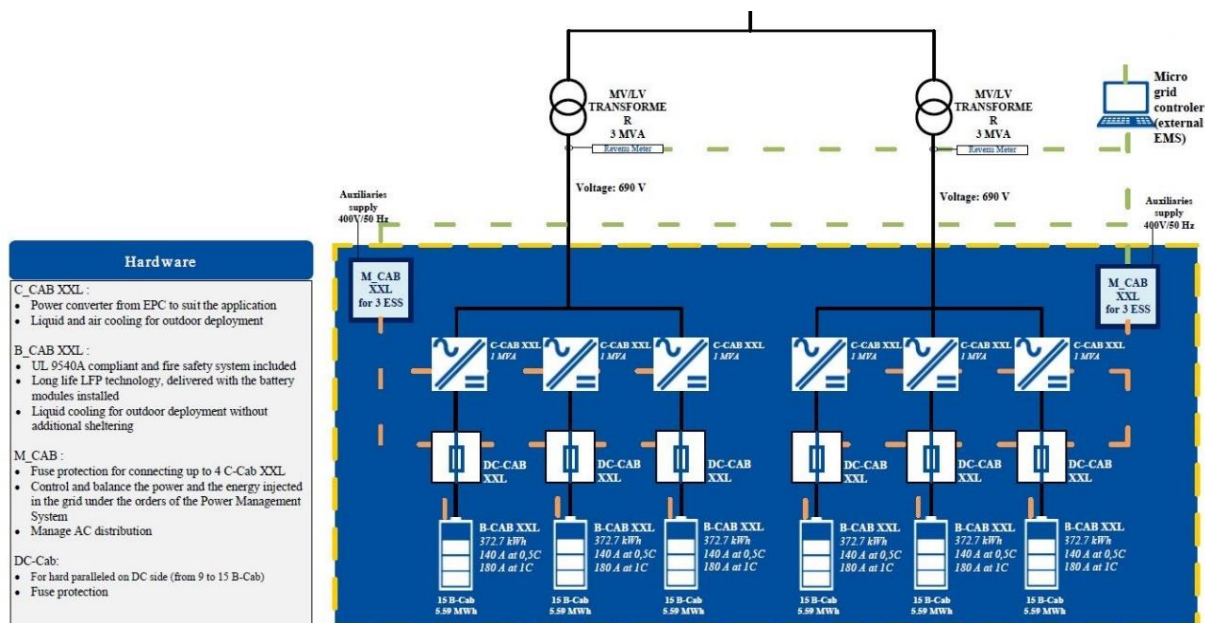 MV/LV
TRANSFORME
R
3 MVA
Revenu Meter
Voltage: 690 V
MV/LV
TRANSFORME
R
3 MVA
Revenu Meter
Voltage: 690 V
Micro
grid
controler
(external
EMS)
Auxiliaries
supply
400V/50 Hz
Auxiliaries
supply
400V/50 Hz
Hardware
C_CAB XXL :
• Power converter from EPC to suit the application
• Liquid and air cooling for outdoor deployment
B_CAB XXL :
• UL 9540A compliant and fire safety system included
• Long life LFP technology, delivered with the battery
modules installed
• Liquid cooling for outdoor deployment without
additional sheltering
M_CAB :
• Fuse protection for connecting up to 4 C-Cab XXL
• Control and balance the power and the energy injected
in the grid under the orders of the Power Management
System
• Manage AC distribution
DC-Cab:
• For hard paralleled on DC side (from 9 to 15 B-Cab)
• Fuse protection
M_CAB
XXL
for 3 ESS
M_CAB
XXL
for 3 ESS
C-CAB XXL
1 MVA
C-CAB XXL
1 MVA
C-CAB XXL
1 MVA
C-CAB XXL
1 MVA
C-CAB XXL
1 MVA
C-CAB XXL
1 MVA
DC-CAB
XXL
DC-CAB
XXL
DC-CAB
XXL
DC-CAB
XXL
DC-CAB
XXL
DC-CAB
XXL
B-CAB XXL
372.7 kWh
140 A at 0,5C
180 A at 1C
15 B-Cab
5.59 MWh
B-CAB XXL
372.7 kWh
140 A at 0,5C
180 A at 1C
15 B-Cab
5.59 MWh
B-CAB XXL
372.7 kWh
140 A at 0,5C
180 A at 1C
15 B-Cab
5.59 MWh
B-CAB XXL
372.7 kWh
140 A at 0,5C
180 A at 1C
15 B-Cab
5.59 MWh
B-CAB XXL
372.7 kWh
140 A at 0,5C
180 A at 1C
15 B-Cab
5.59 MWh
B-CAB XXL
372.7 kWh
140 A at 0,5C
180 A at 1C
15 B-Cab
5.59 MWh